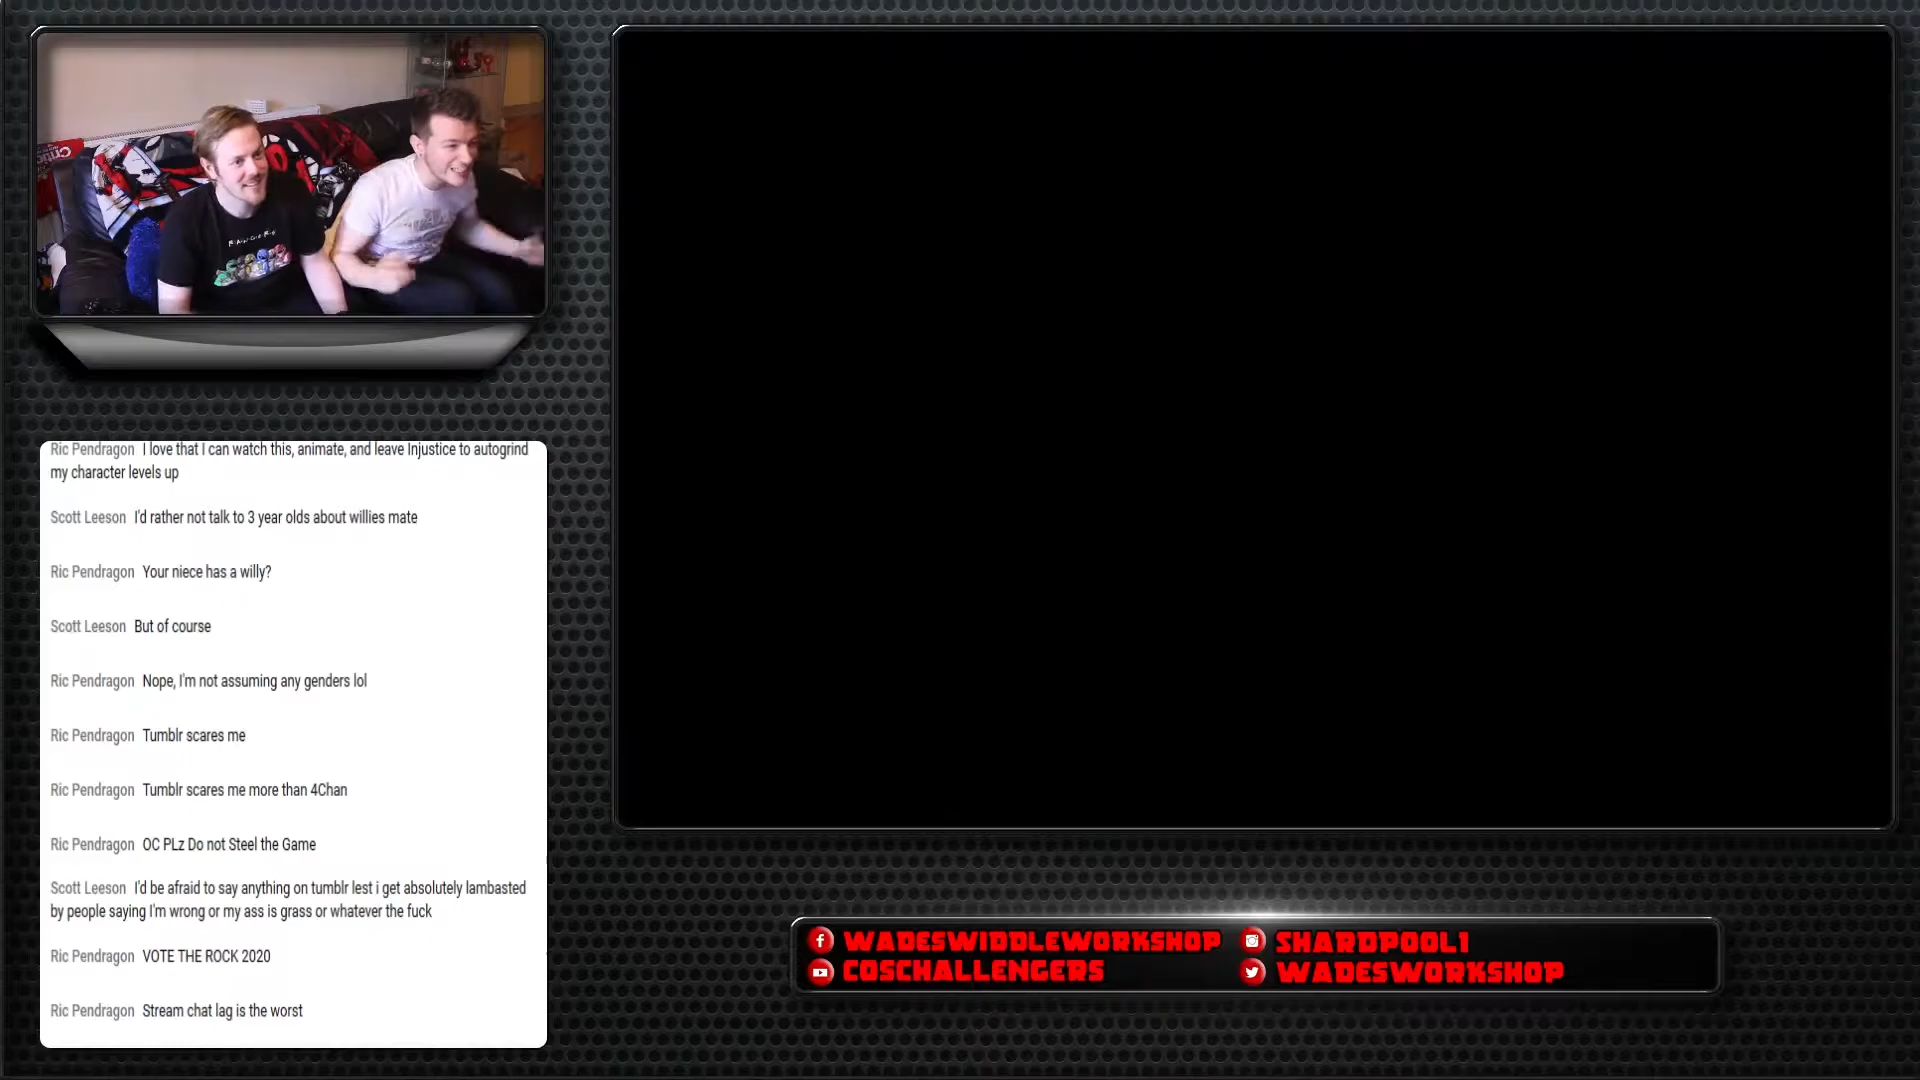 Ric Pendragon I love that I can watch this, animate, and leave Injustice to autogrind
my character levels up
Scott Leeson I'd rather not talk to 3 year olds about willies mate
Ric Pendragon Your niece has a willy?
Scott Leeson But of course
Ric Pendragon Nope, I'm not assuming any genders lol
Ric Pendragon Tumblr scares me
Ric Pendragon Tumblr scares me more than 4Chan
Ric Pendragon OC PLz Do not Steel the Game
Scott Leeson I'd be afraid to say anything on tumblr lest i get absolutely lambasted
by people saying I'm wrong or my ass is grass or whatever the fuck
Ric Pendragon VOTE THE ROCK 2020
Ric Pendragon Stream chat lag is the worst
WADESWIDDLEWORKSHOP
SHARDPOOL1
COSCHALLENGERS
WADESWORKSHOP